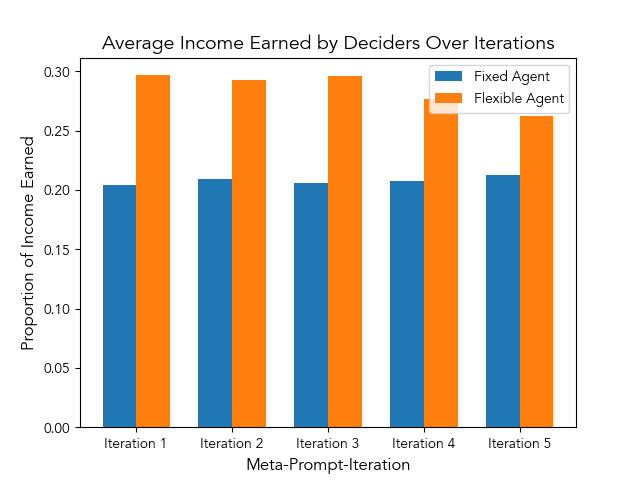 Average Income Earned by Deciders Over Iterations
Fixed Agent
Flexible Agent
Proportion of Income Earned
0.30
0.25
0.20
0.15
0.10
0.05
0.00
Iteration 1
Iteration 2
Iteration 3
Iteration 4
Iteration 5
Meta-Prompt-Iteration